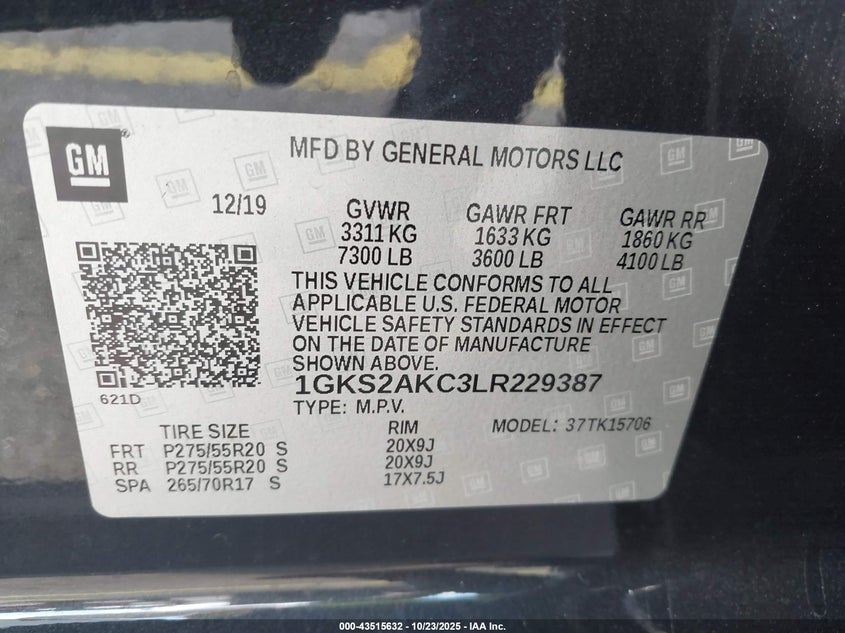 GM
MFD BY GENERAL MOTORS LLC
12/19
GVWR
3311 KG
7300 LB
GAWR FRT
1633 KG
3600 LB
GAWR RR
1860 KG
4100 LB
THIS VEHICLE CONFORMS TO ALL
APPLICABLE U.S. FEDERAL MOTOR
VEHICLE SAFETY STANDARDS IN EFFECT
ON THE DATE OF MANUFACTURE
SHOWN ABOVE.
1GKS2AKC3LR229387
TYPE: M.P.V.
621D
MODEL: 37TK15706
TIRE SIZE RIM
FRT P275/55R20 S 20X9J
RR P275/55R20 S 20X9J
SPA 265/70R17 S 17X7.5J
000-43515632 - 10/23/2025 - IAA Inc.